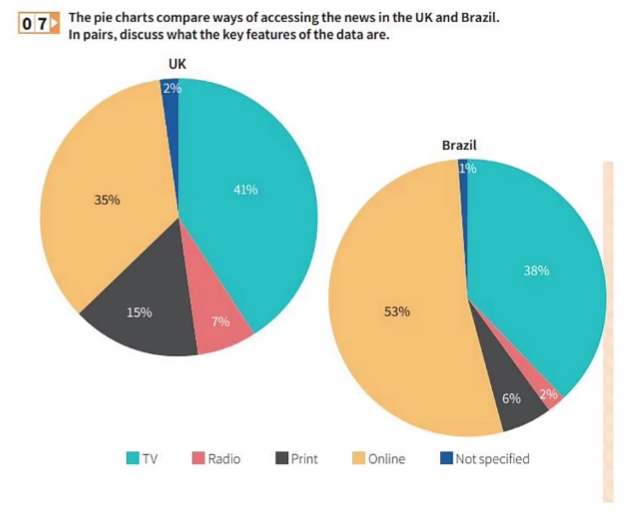 07 The pie charts compare ways of accessing the news in the UK and Brazil.
In pairs, discuss what the key features of the data are.
UK
2%
41%
35%
15%
7%
Brazil
1%
38%
53%
6%
2%
TV
Radio
Print
Online
Not specified